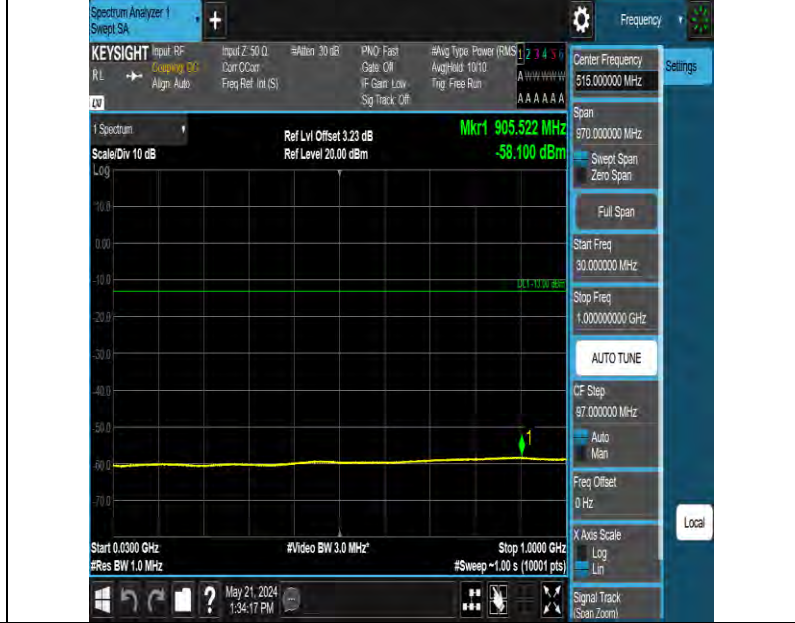 Spectrum Analyzer 1
Swept SA
+
Frequency
KEYSIGHT
Input: RF
Coupling: DC
Align: Auto
RL
Input Z: 50 Ω
Corr CCorr
Freq Ref: Int (S)
#Atten: 30 dB
PNO: Fast
Gate: Off
IF Gain: Low
Sig Track: Off
#Avg Type: Power (RMS)
Avg|Hold: 10/10
Trig: Free Run
1 2 3 4 5 6
A W W W W W
A A A A A A
1 Spectrum
Scale/Div 10 dB
Log
Ref Lvl Offset 3.23 dB
Ref Level 20.00 dBm
Mkr1 905.522 MHz
-58.100 dBm
10.0
0.00
-10.0
-20.0
-30.0
-40.0
-50.0
-60.0
-70.0
DL1 -13.00 dBm
1
Start 0.0300 GHz
#Res BW 1.0 MHz
#Video BW 3.0 MHz*
Stop 1.0000 GHz
#Sweep ~1.00 s (10001 pts)
?
May 21, 2024
1:34:17 PM
Center Frequency
515.000000 MHz
Settings
Span
970.000000 MHz
Swept Span
Zero Span
Full Span
Start Freq
30.000000 MHz
Stop Freq
1.000000000 GHz
AUTO TUNE
CF Step
97.000000 MHz
Auto
Man
Freq Offset
0 Hz
X Axis Scale
Log
Lin
Local
Signal Track
(Span Zoom)